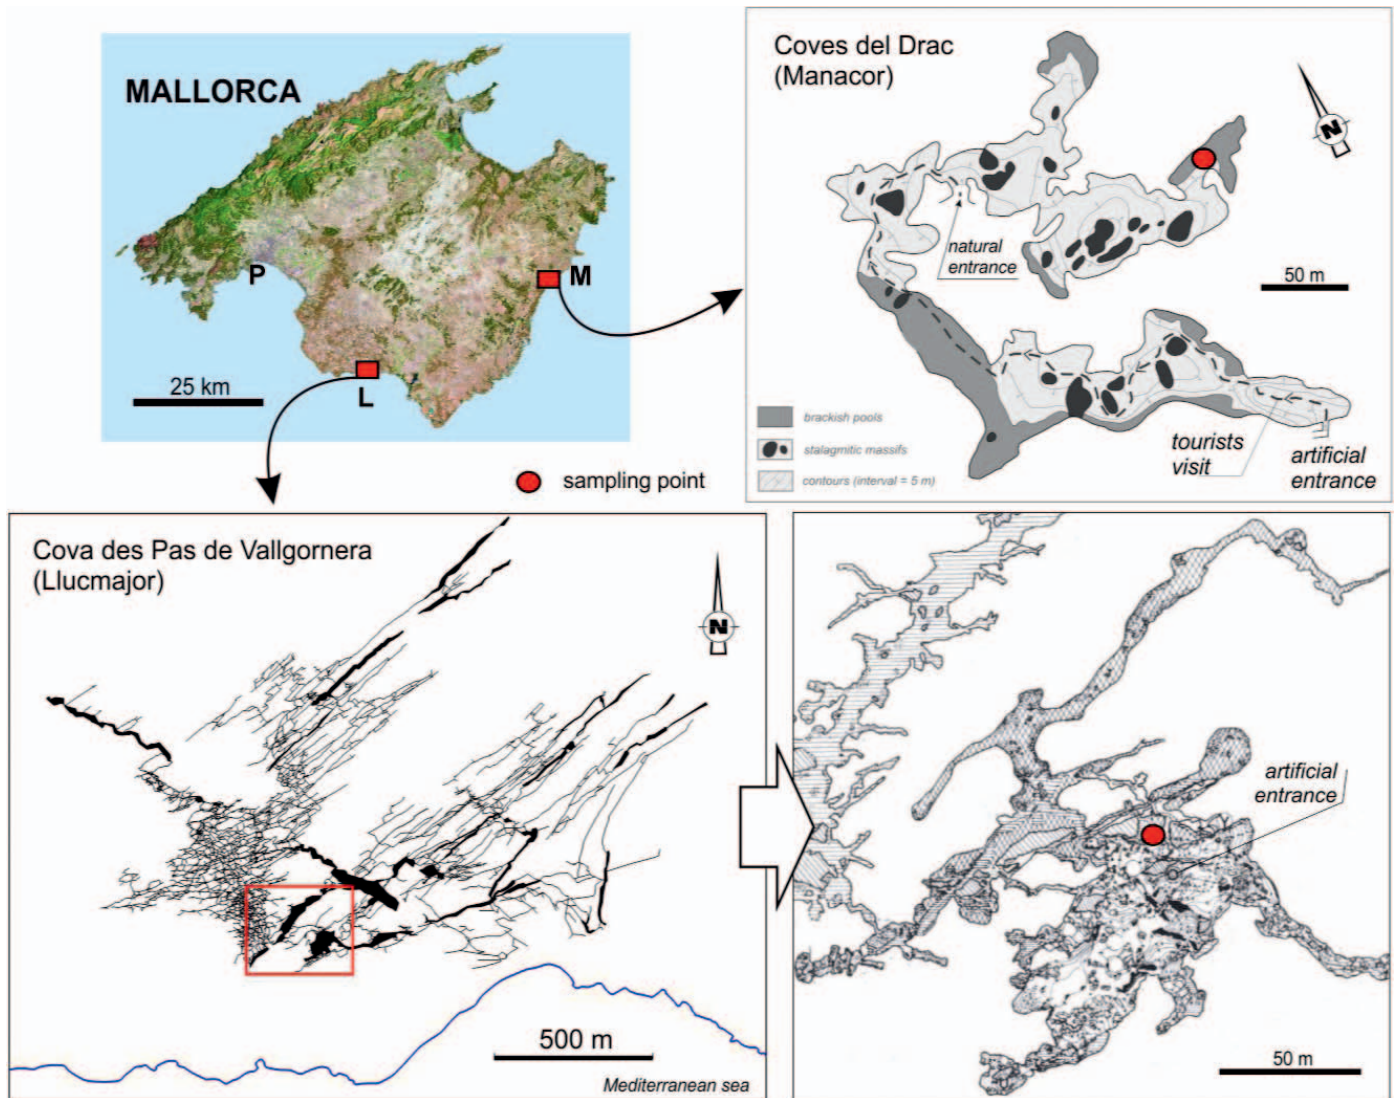 MALLORCA
P
M
L
25 km
sampling point
Coves del Drac
(Manacor)
N
natural
entrance
50 m
brackish pools
stalagmitic massifs
contours (interval = 5 m)
tourists
visit
artificial
entrance
Cova des Pas de Vallgornera
(Llucmajor)
N
500 m
Mediterranean sea
artificial
entrance
50 m